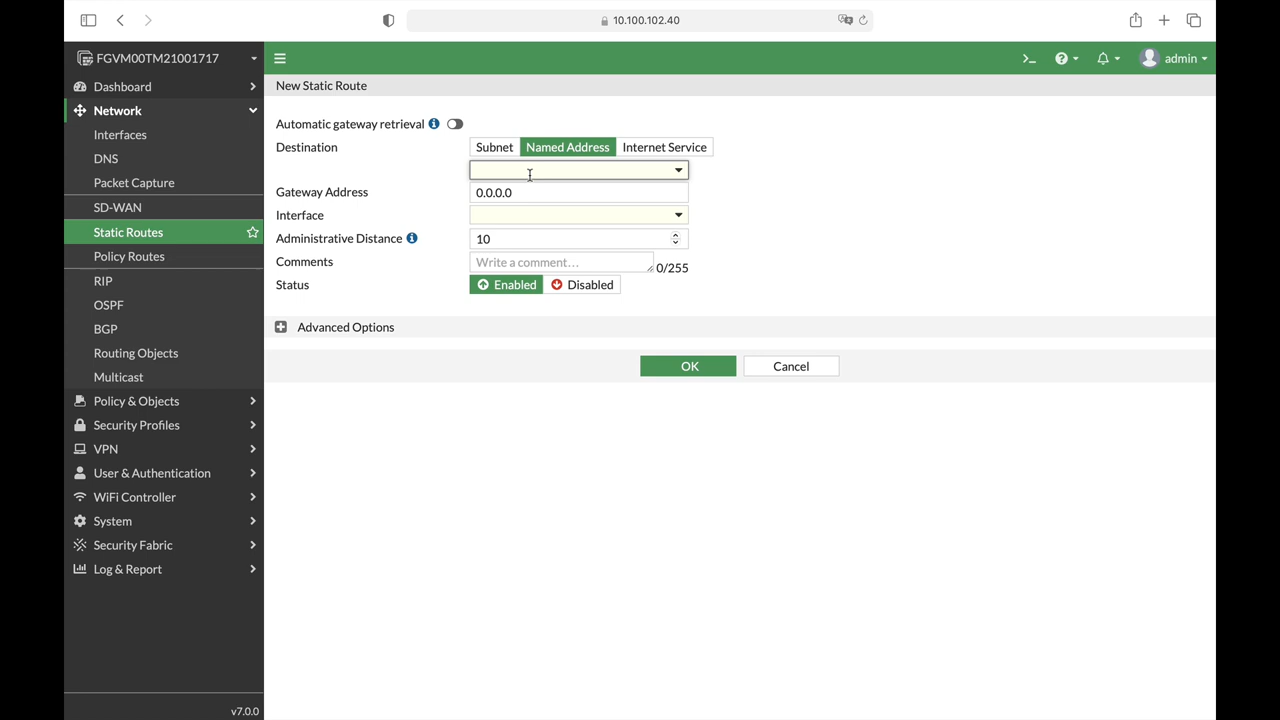 10.100.102.40
FGVM00TM21001717
admin
Dashboard
Network
Interfaces
DNS
Packet Capture
SD-WAN
Static Routes
Policy Routes
RIP
OSPF
BGP
Routing Objects
Multicast
Policy & Objects
Security Profiles
VPN
User & Authentication
WiFi Controller
System
Security Fabric
Log & Report
v7.0.0
New Static Route
Automatic gateway retrieval
Destination Subnet Named Address Internet Service
Gateway Address 0.0.0.0
Interface
Administrative Distance 10
Comments Write a comment... 0/255
Status Enabled Disabled
Advanced Options
OK Cancel